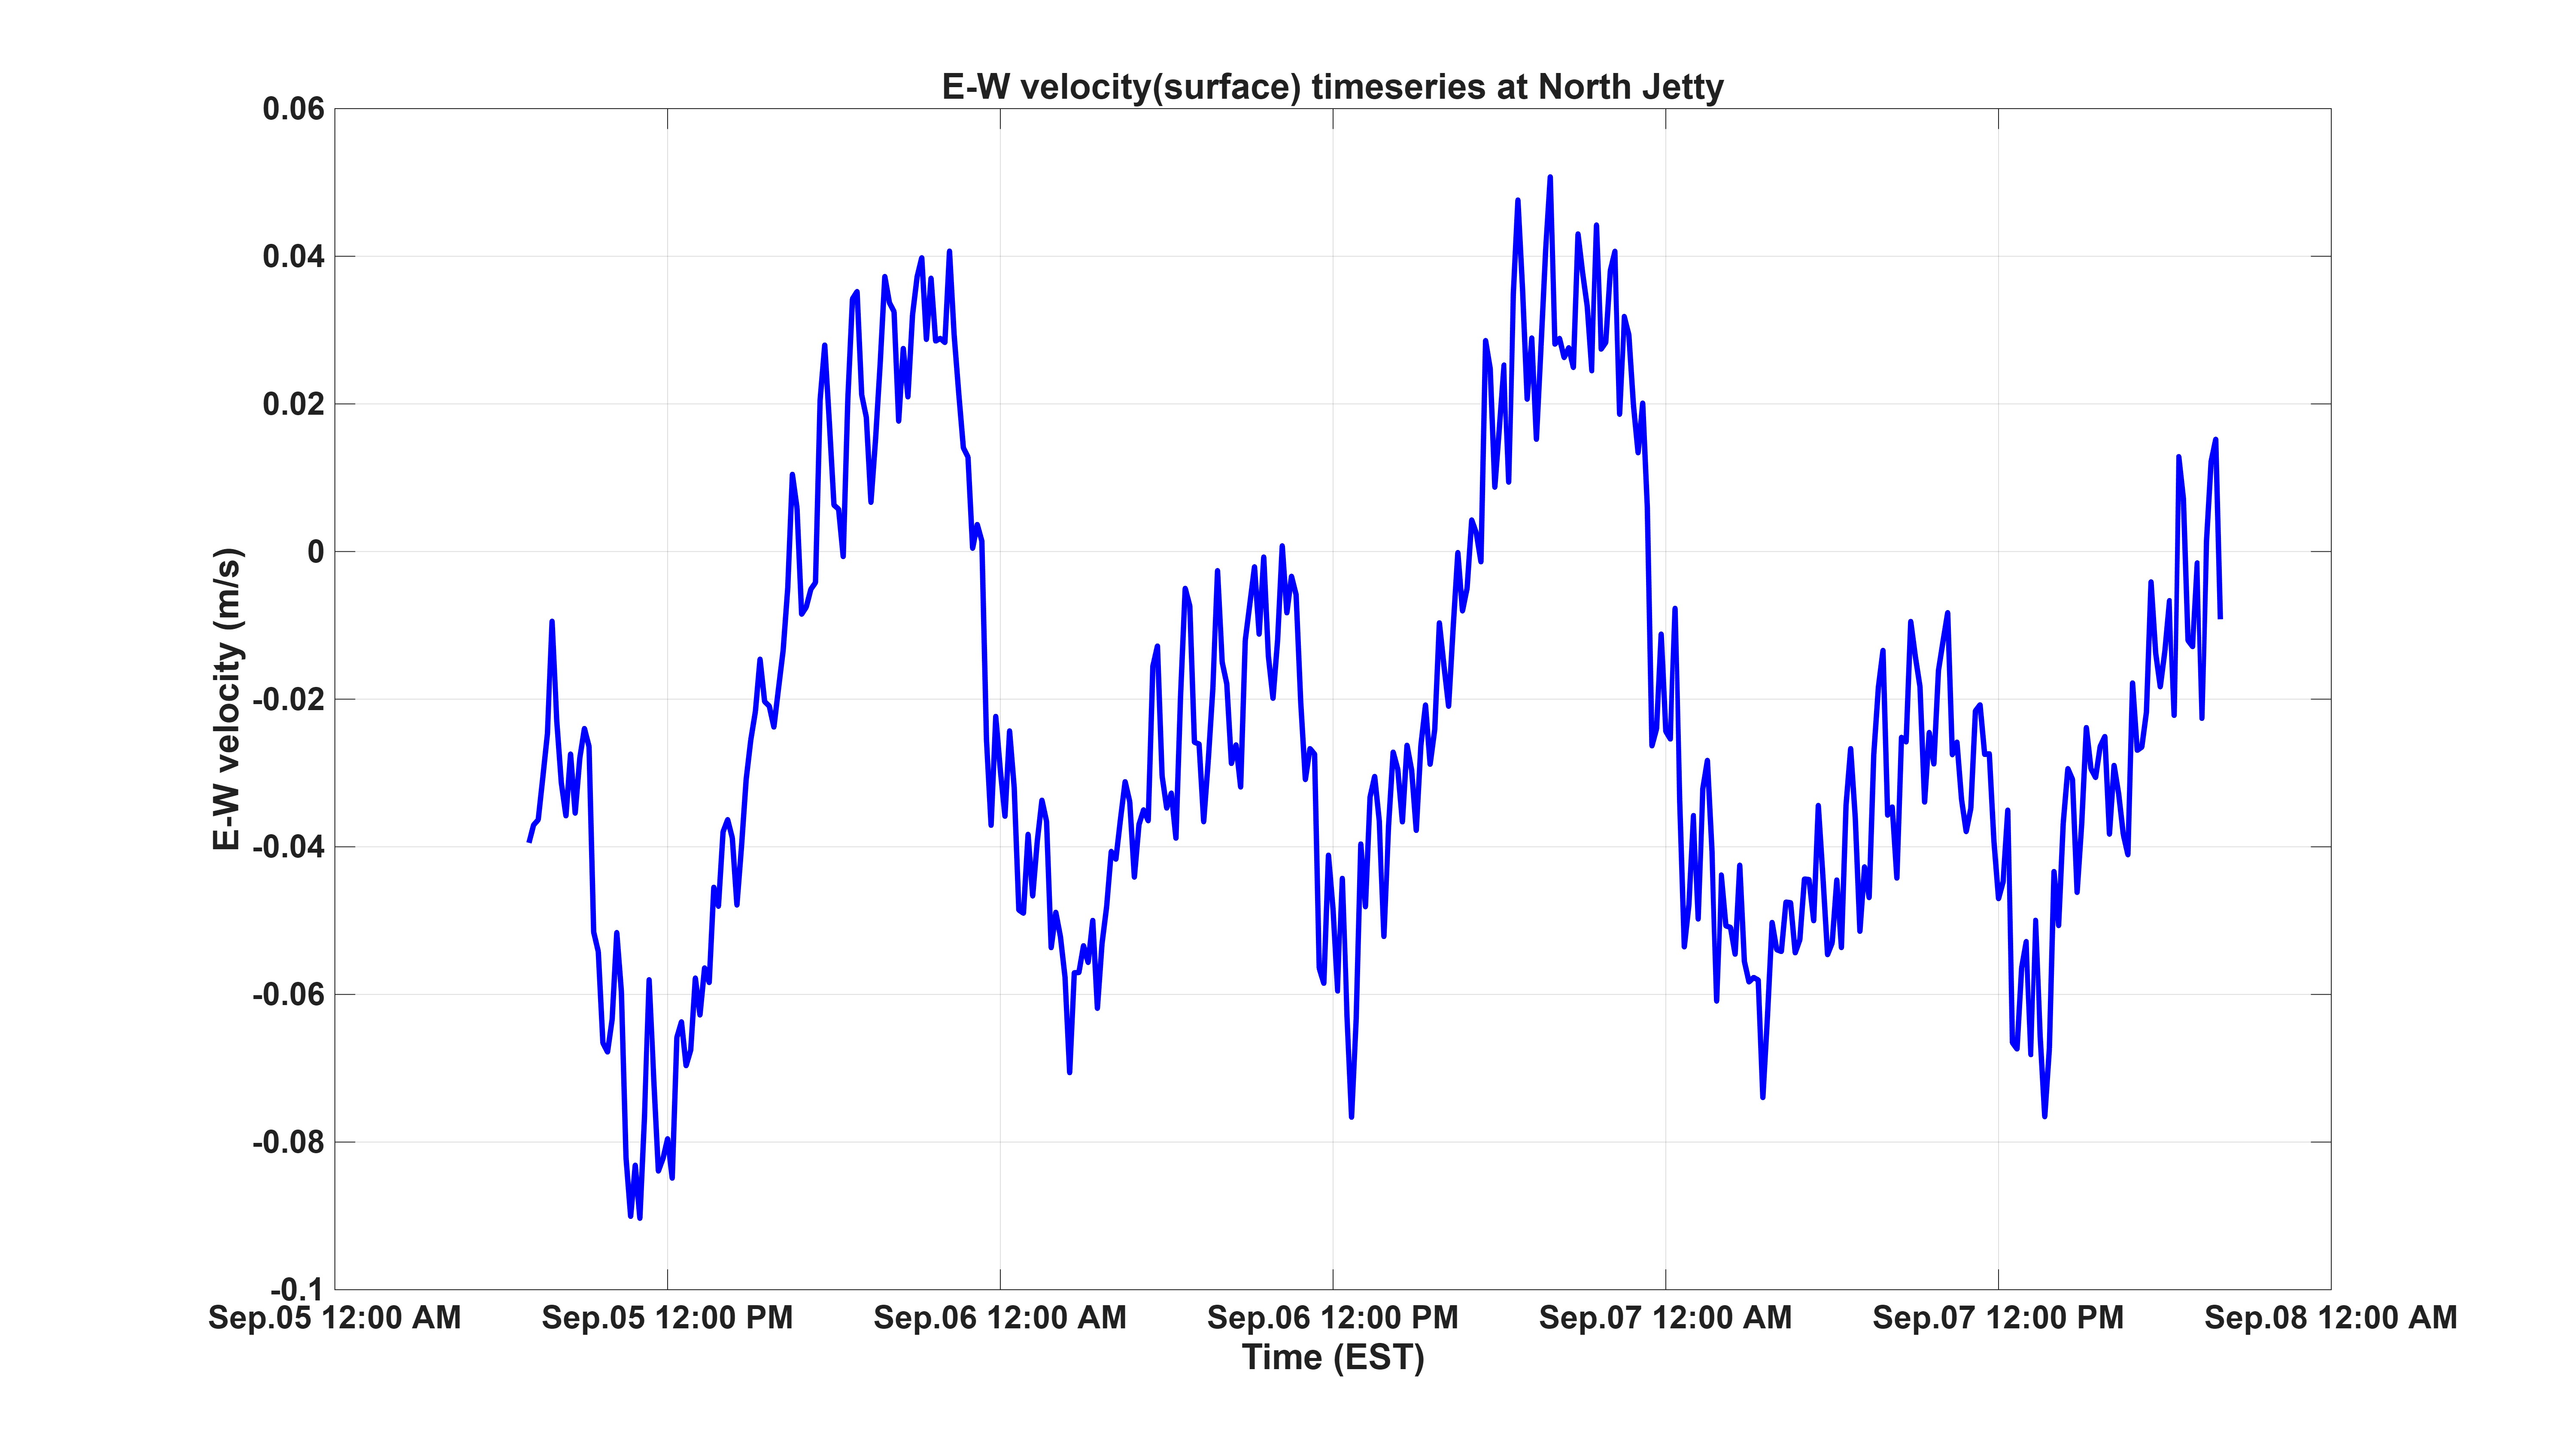 E-W velocity(surface) timeseries at North Jetty
0.06
0.04
0.02
0
-0.02
-0.04
-0.06
-0.08
-0.1
E-W velocity (m/s)
Sep.05 12:00 AM Sep.05 12:00 PM Sep.06 12:00 AM Sep.06 12:00 PM Sep.07 12:00 AM Sep.07 12:00 PM Sep.08 12:00 AM
Time (EST)